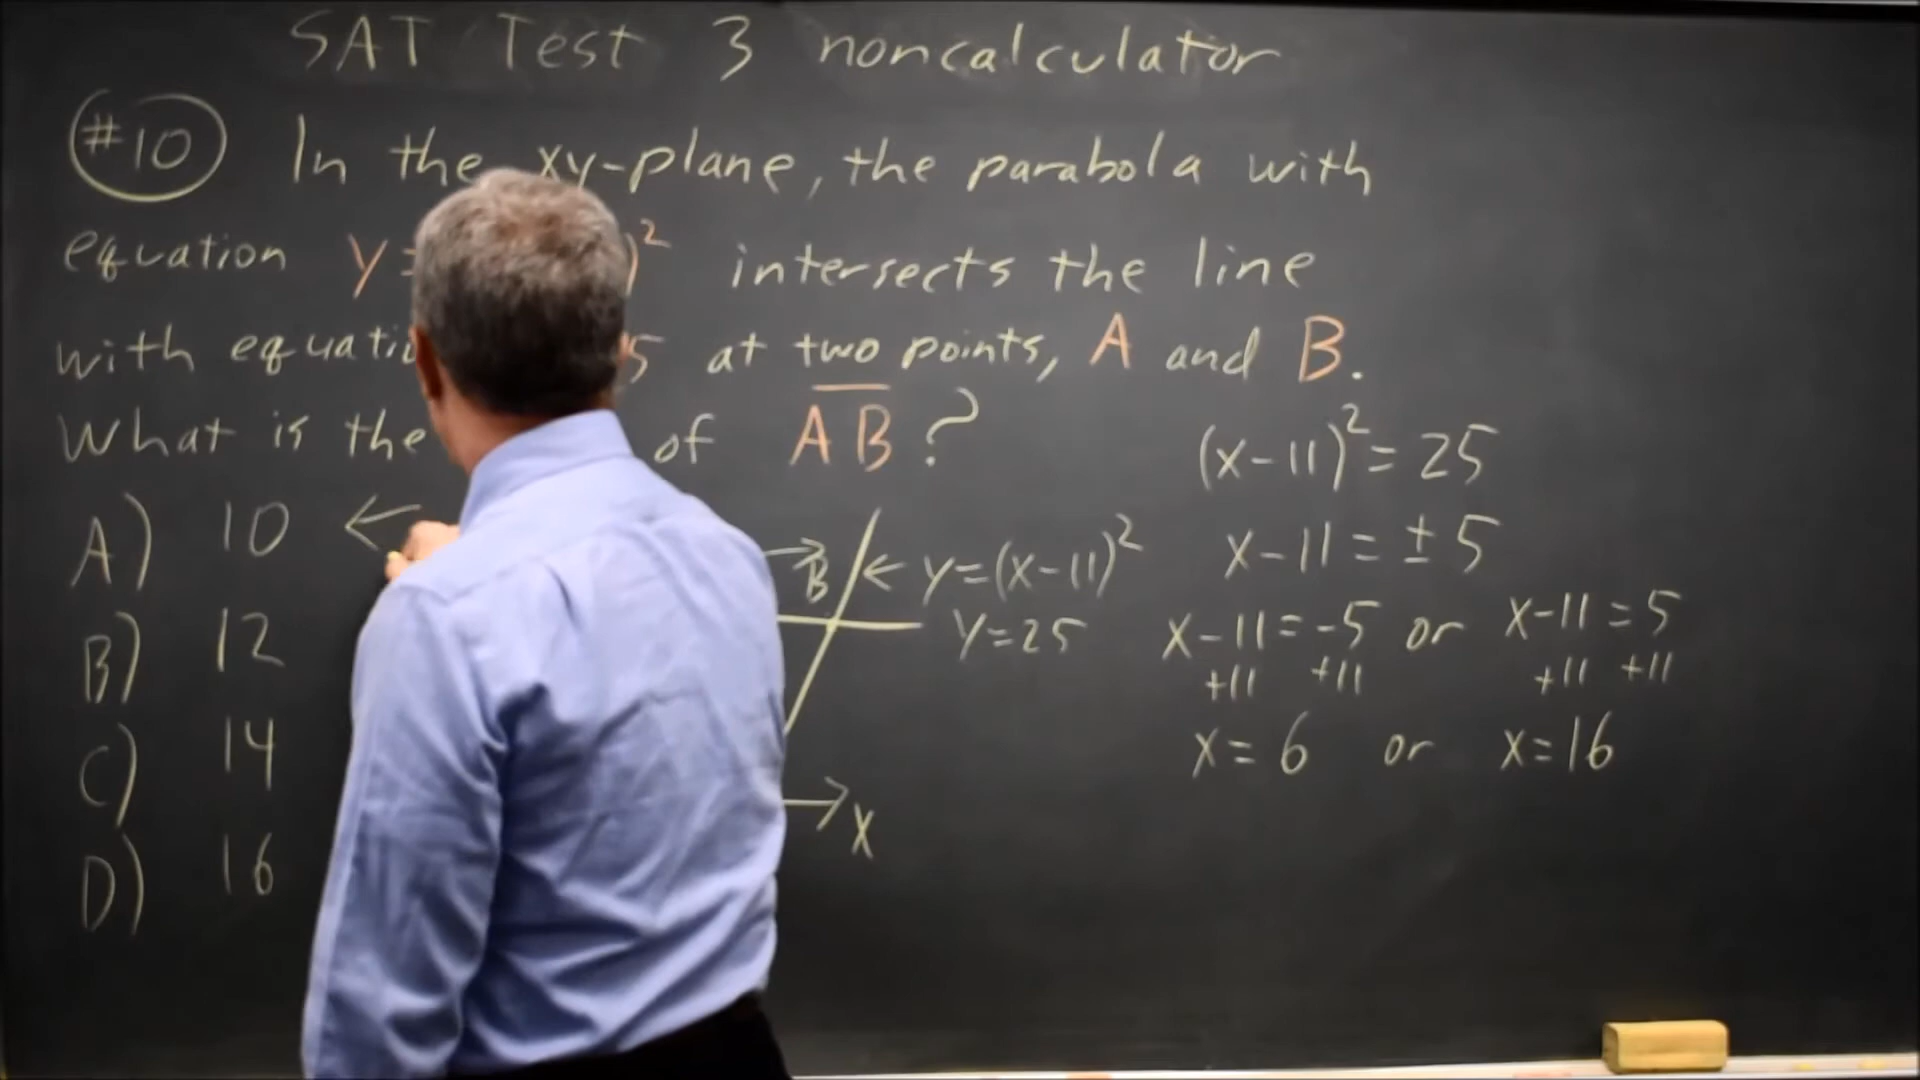 SAT Test 3 noncalculator
#10 In the xy-plane, the parabola with
equation y= )² intersects the line
with equatio 5 at two points, A and B.
What is the of AB?
A) 10 ←
B) 12
C) 14
D) 16
B ← y=(x-11)²
y=25
x
(x-11)²=25
x-11=±5
x-11=-5 or x-11=5
+11 +11 +11 +11
x=6 or x=16